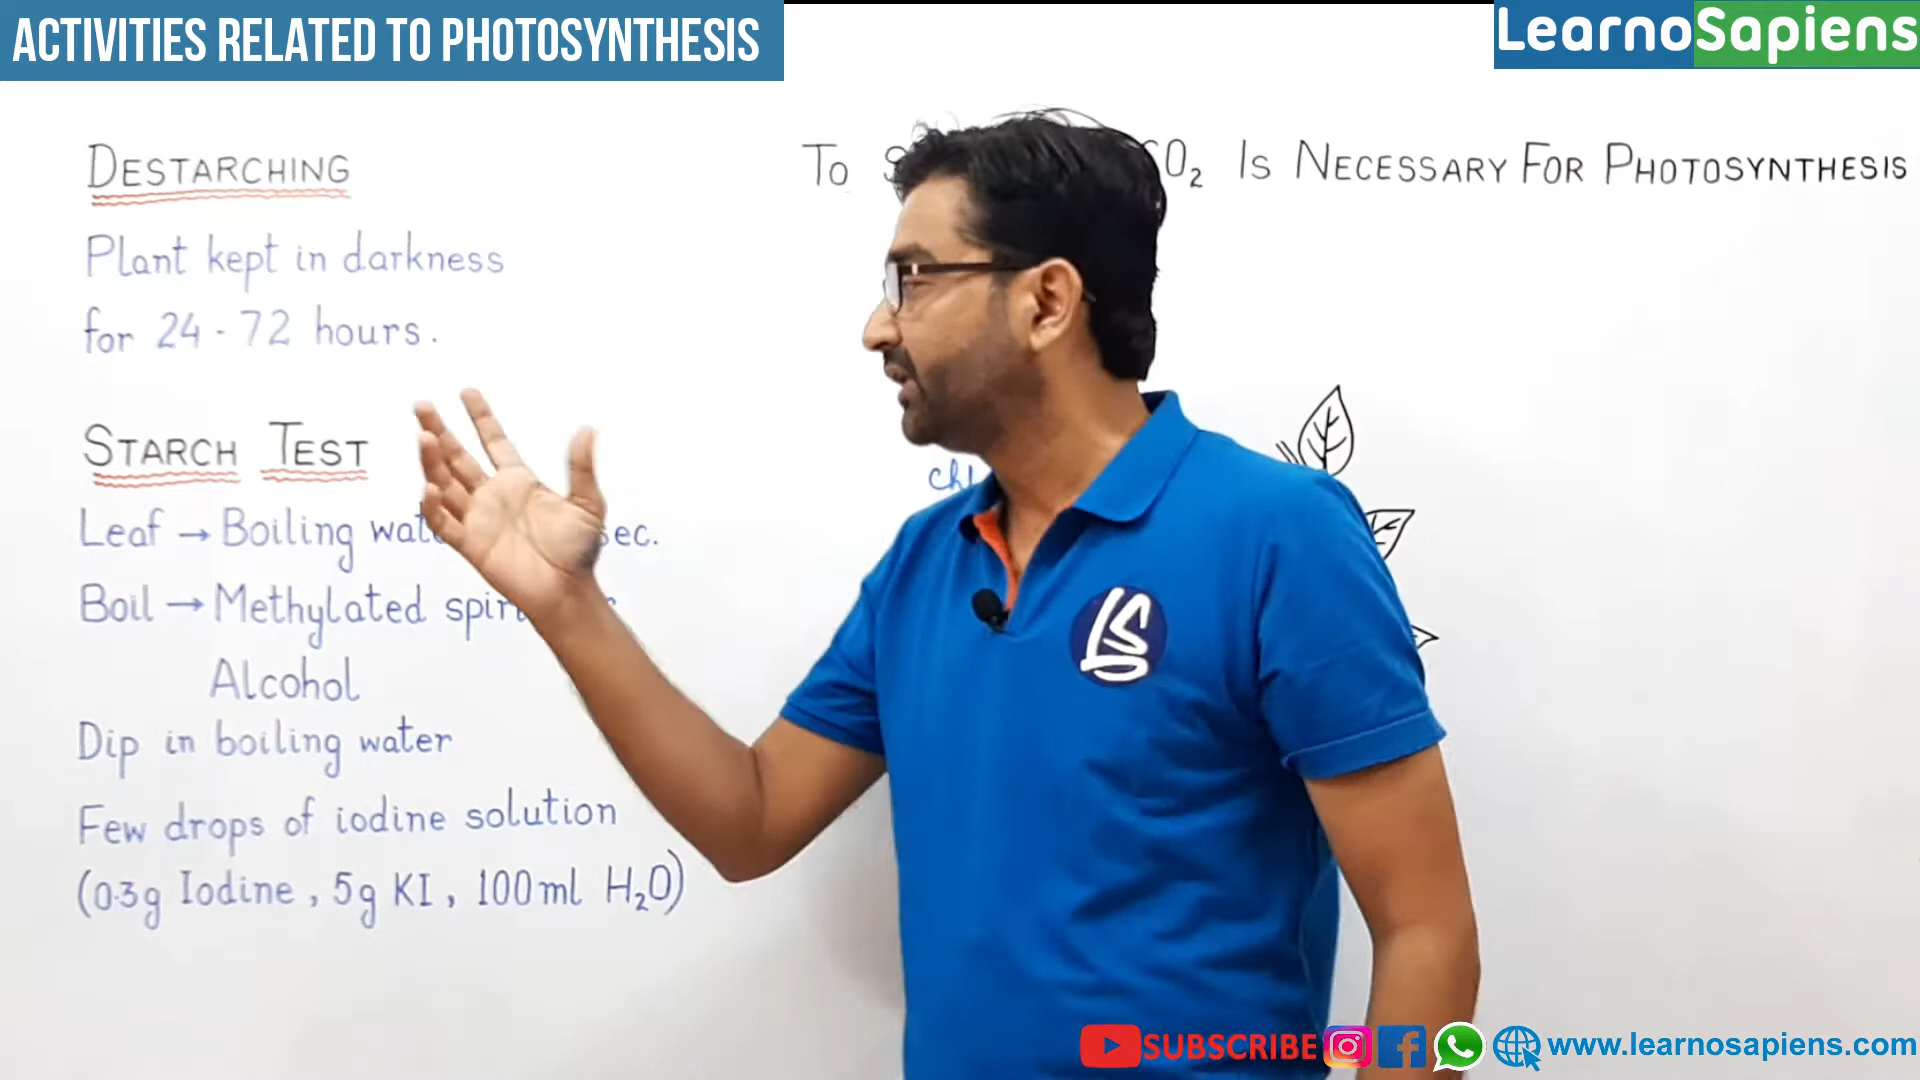 ACTIVITIES RELATED TO PHOTOSYNTHESIS
LearnoSapiens
DESTARCHING
Plant kept in darkness
for 24 - 72 hours.
STARCH TEST
Leaf → Boiling sec.
Boil → Methylated
Alcohol
Dip in boiling water
Few drops of iodine solution
(0.3g Iodine, 5g KI, 100ml H₂O)
TO IS NECESSARY FOR PHOTOSYNTHESIS
LS
SUBSCRIBE
www.learnosapiens.com